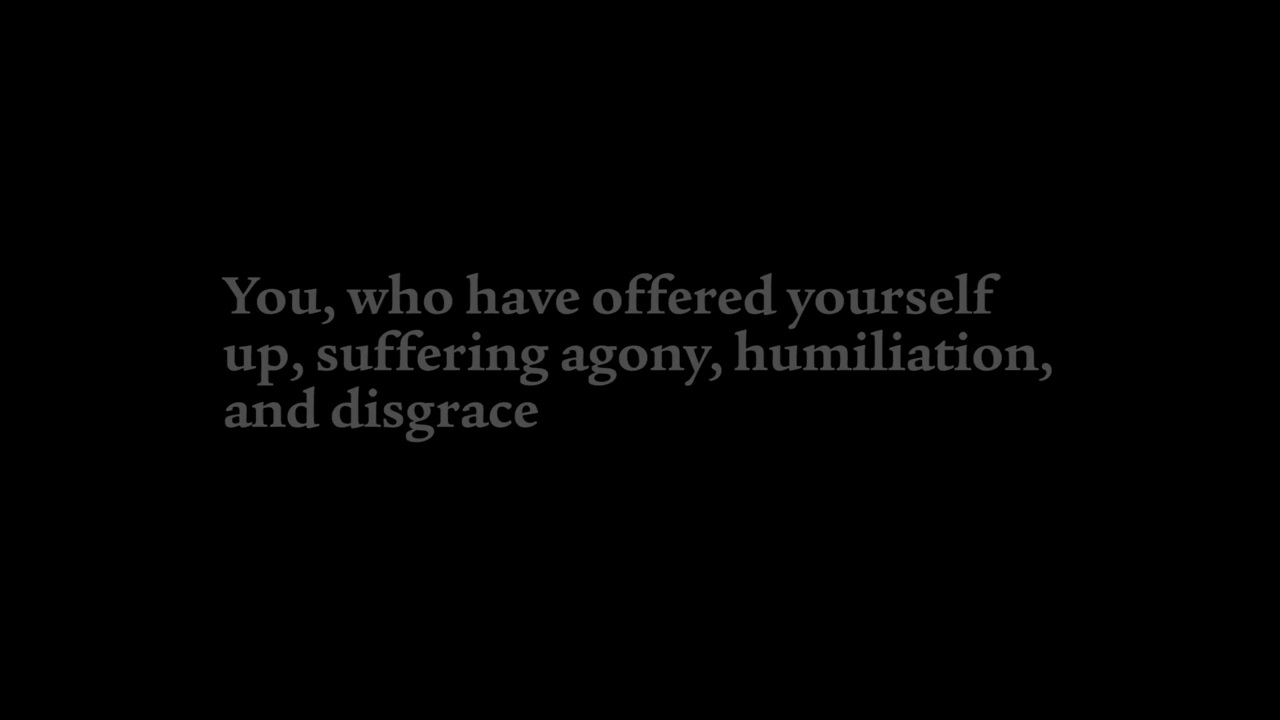 You, who have offered yourself
up, suffering agony, humiliation,
and disgrace